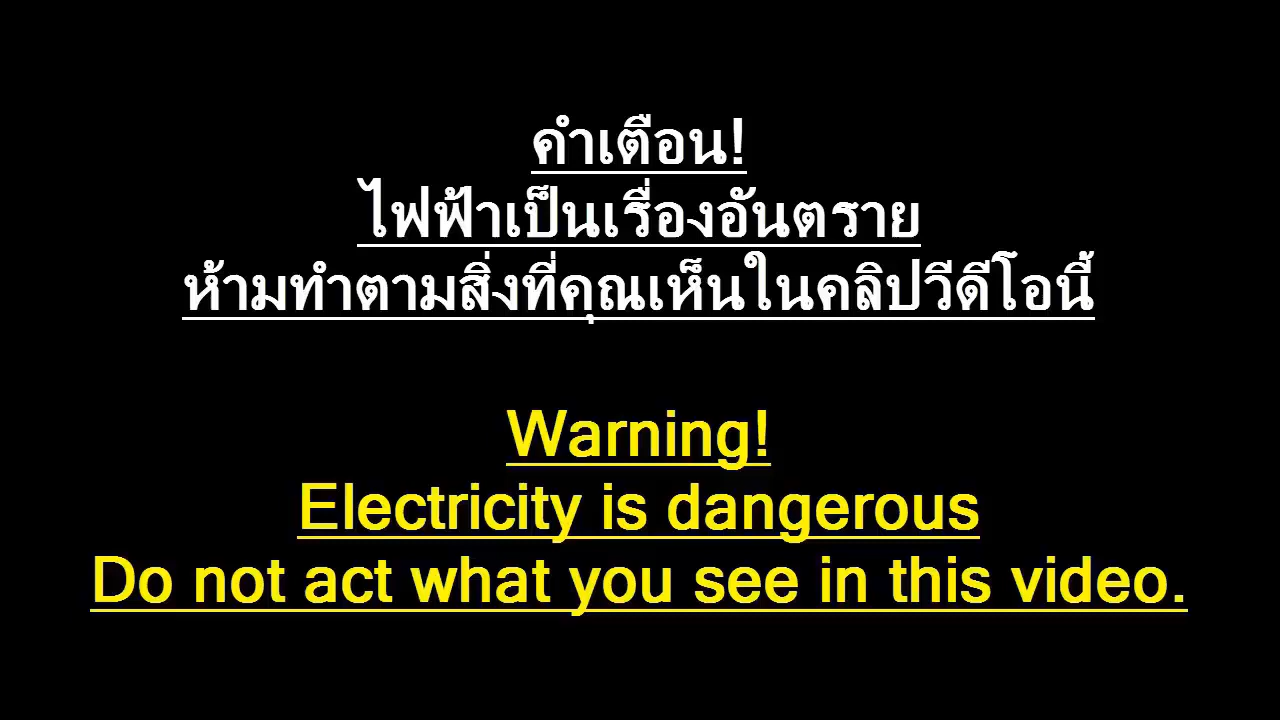 คำเตือน!
ไฟฟ้าเป็นเรื่องอันตราย
ห้ามทำตามสิ่งที่คุณเห็นในคลิปวีดีโอนี้
Warning!
Electricity is dangerous
Do not act what you see in this video.